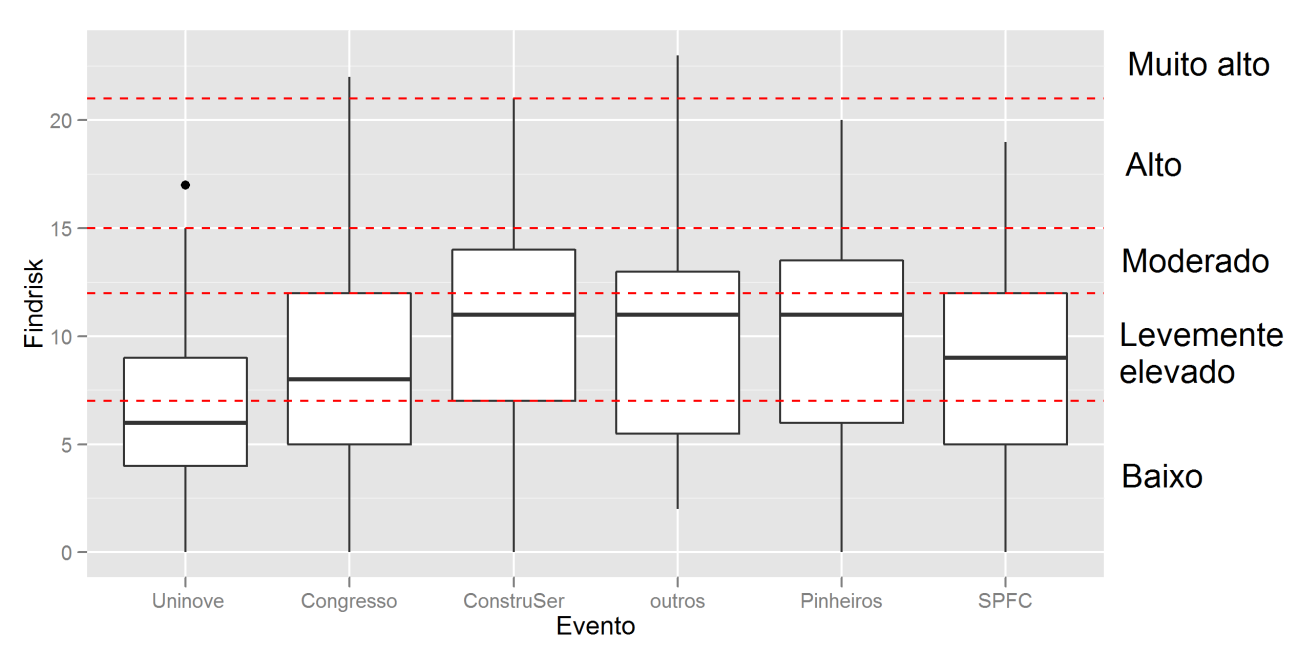 Muito alto
20
Alto
15
Moderado
Findrisk
10
Levemente
elevado
5
Baixo
0
Uninove Congresso ConstruSer outros Pinheiros SPFC
Evento